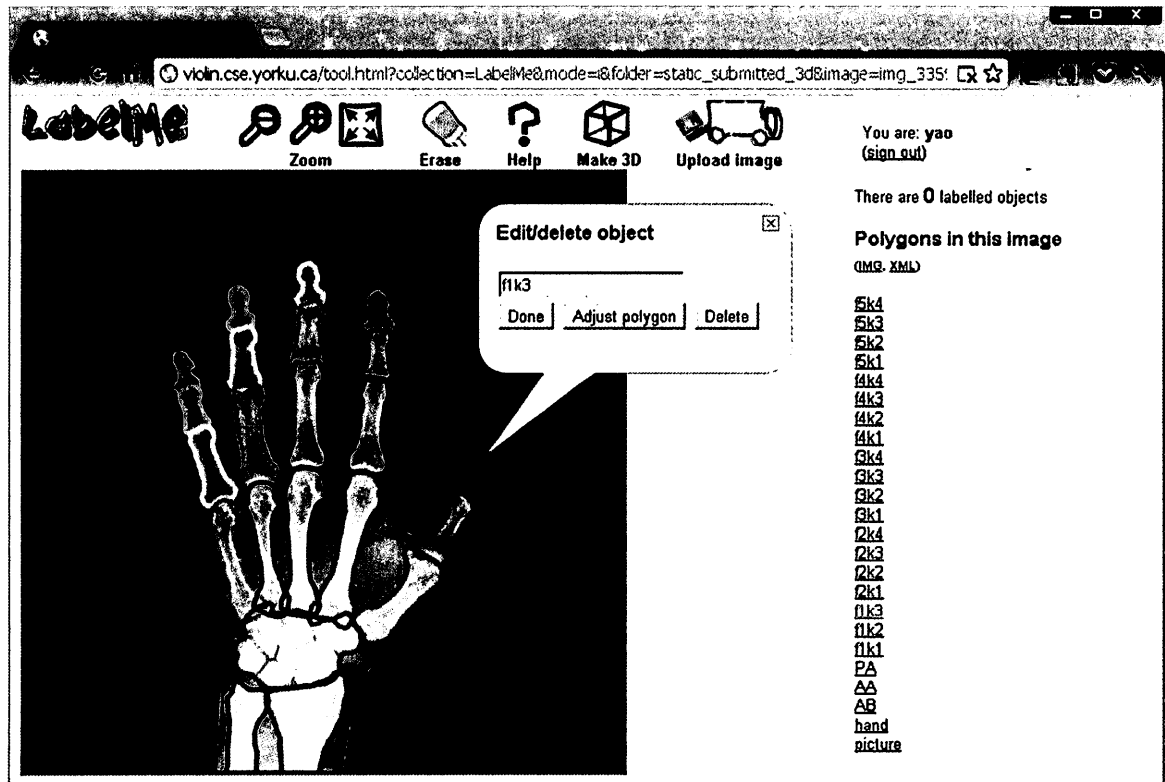 violin.cse.yorku.ca/tool.html?collection=LabelMe&mode=i&folder=static_submitted_3d&image=img_335
LabelMe
Zoom
Erase
Help
Make 3D
Upload image
You are: yao
(sign out)
There are 0 labelled objects
Polygons in this image
(IMG, XML)
Edit/delete object
f1k3
Done
Adjust polygon
Delete
f5k4
f5k3
f5k2
f5k1
f4k4
f4k3
f4k2
f4k1
f3k4
f3k3
f3k2
f3k1
f2k4
f2k3
f2k2
f2k1
f1k3
f1k2
f1k1
PA
AA
AB
hand
picture